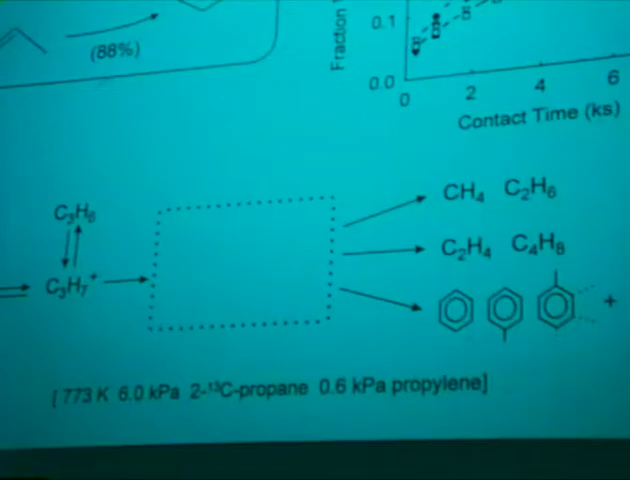 (88%)
Fraction
0.1
0.0
0 2 4 6
Contact Time (ks)
CH₄ C₂H₆
C₃H₆
C₂H₄ C₄H₈
C₃H₇⁺
+
[ 773 K 6.0 kPa 2-¹³C-propane 0.6 kPa propylene]